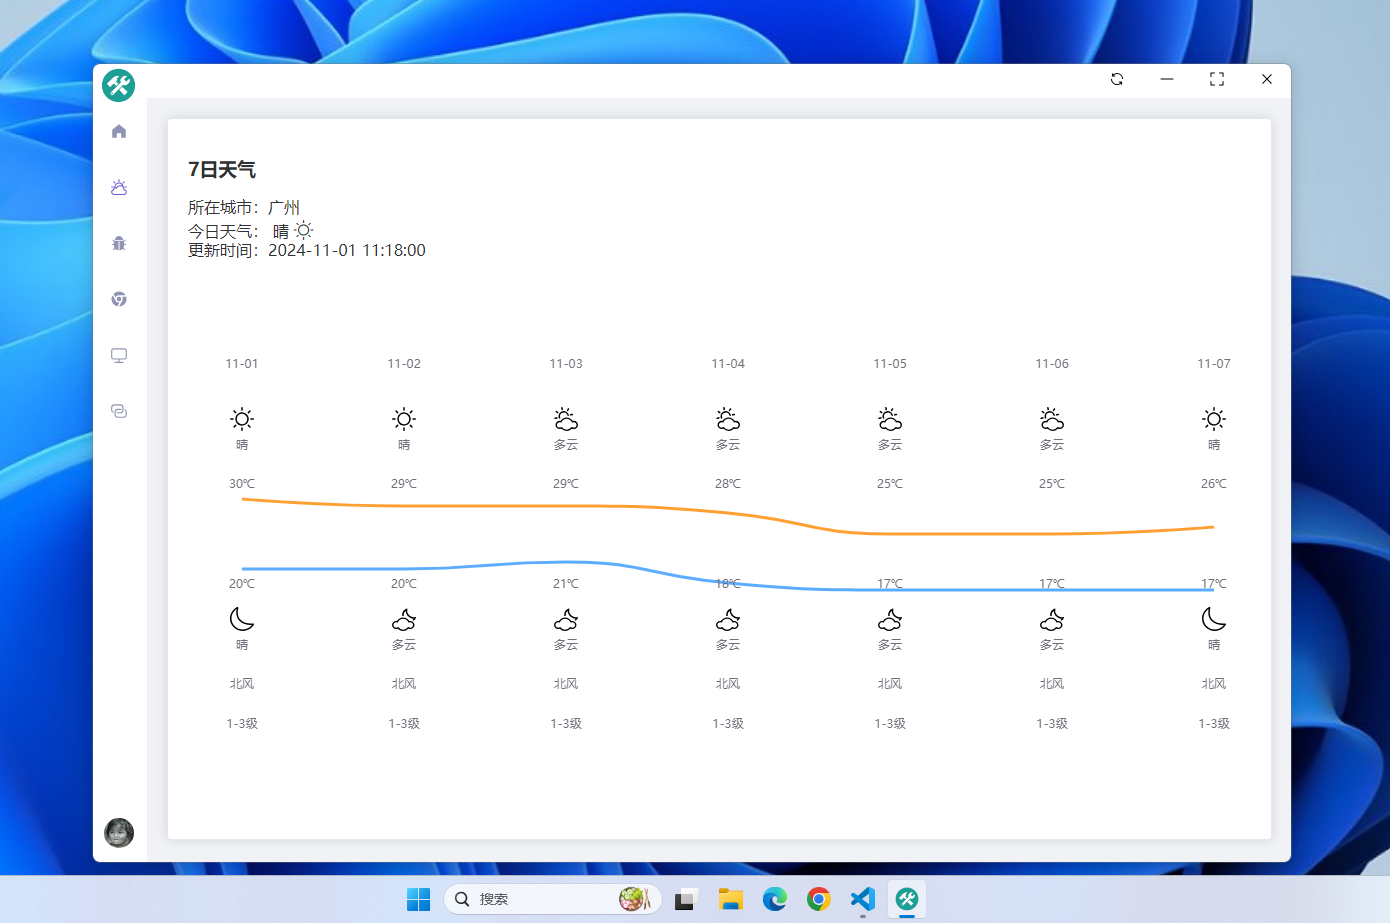 7日天气
所在城市：广州
今日天气： 晴
更新时间：2024-11-01 11:18:00
11-01 11-02 11-03 11-04 11-05 11-06 11-07
晴 晴 多云 多云 多云 多云 晴
30℃ 29℃ 29℃ 28℃ 25℃ 25℃ 26℃
20℃ 20℃ 21℃ 18℃ 17℃ 17℃ 17℃
晴 多云 多云 多云 多云 多云 晴
北风 北风 北风 北风 北风 北风 北风
1-3级 1-3级 1-3级 1-3级 1-3级 1-3级 1-3级
搜索